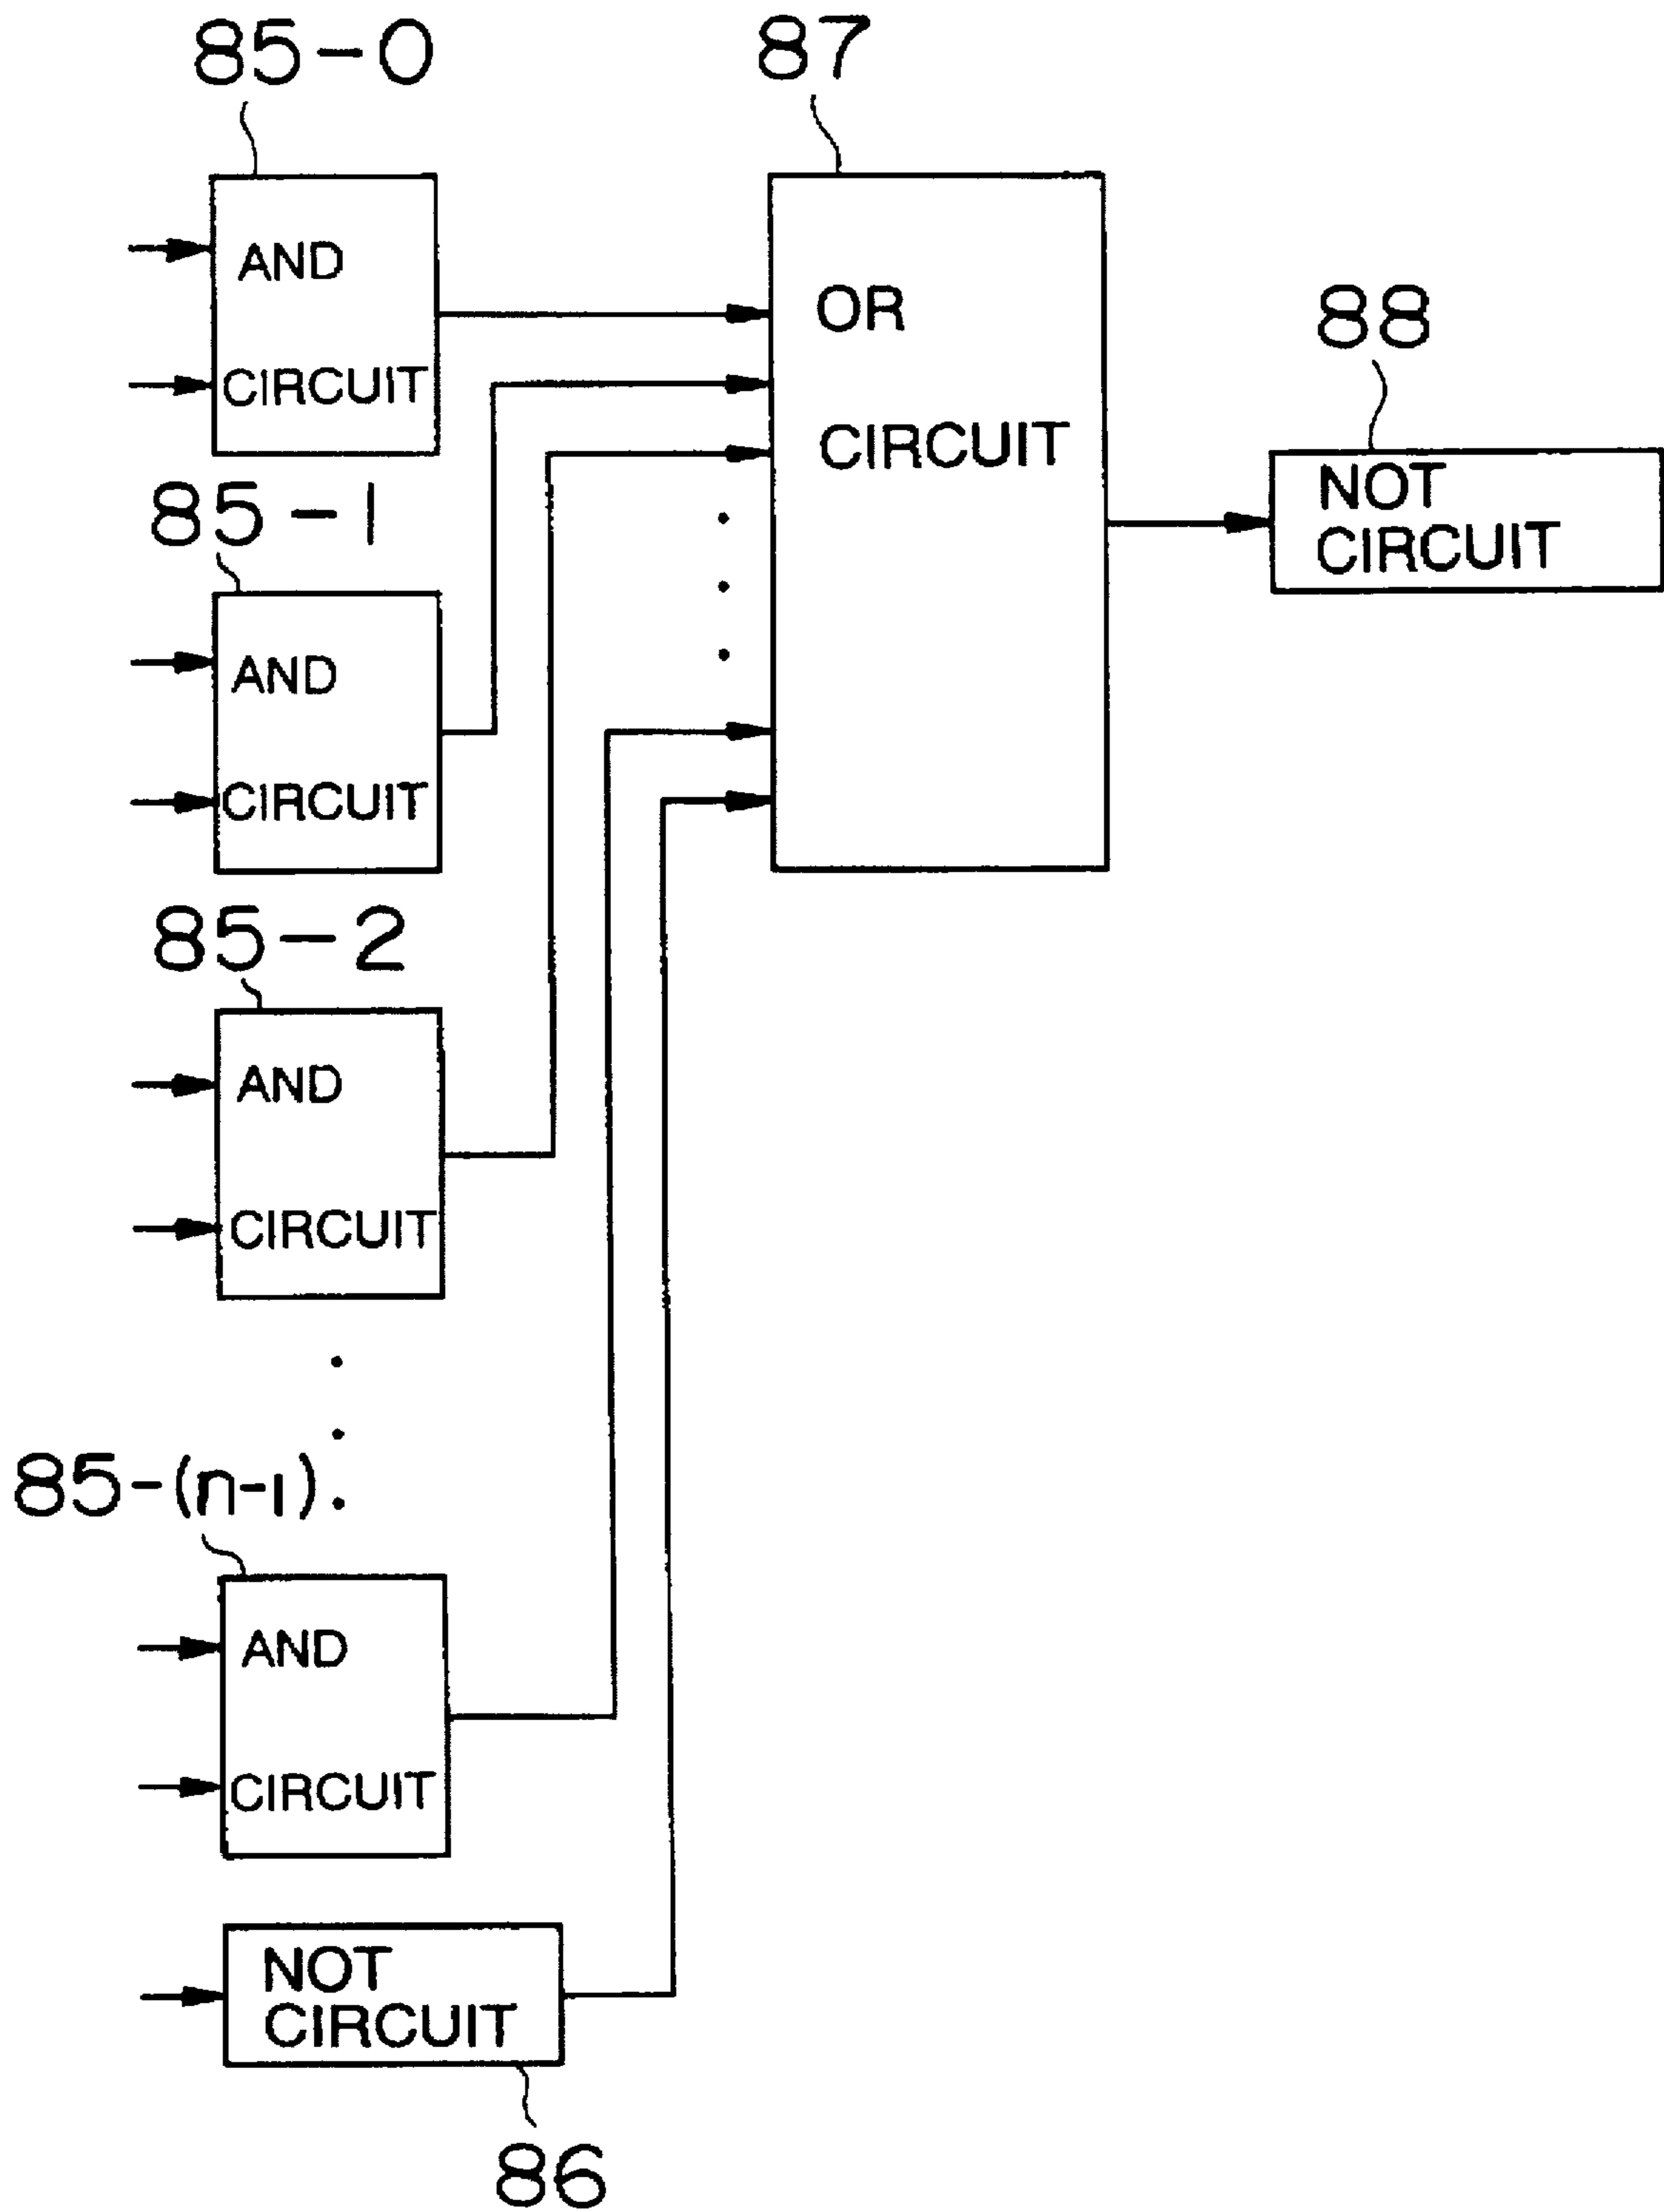 85-0
AND
CIRCUIT
85-1
AND
CIRCUIT
85-2
AND
CIRCUIT
85-(n-1)
AND
CIRCUIT
NOT
CIRCUIT
86
87
OR
CIRCUIT
88
NOT
CIRCUIT